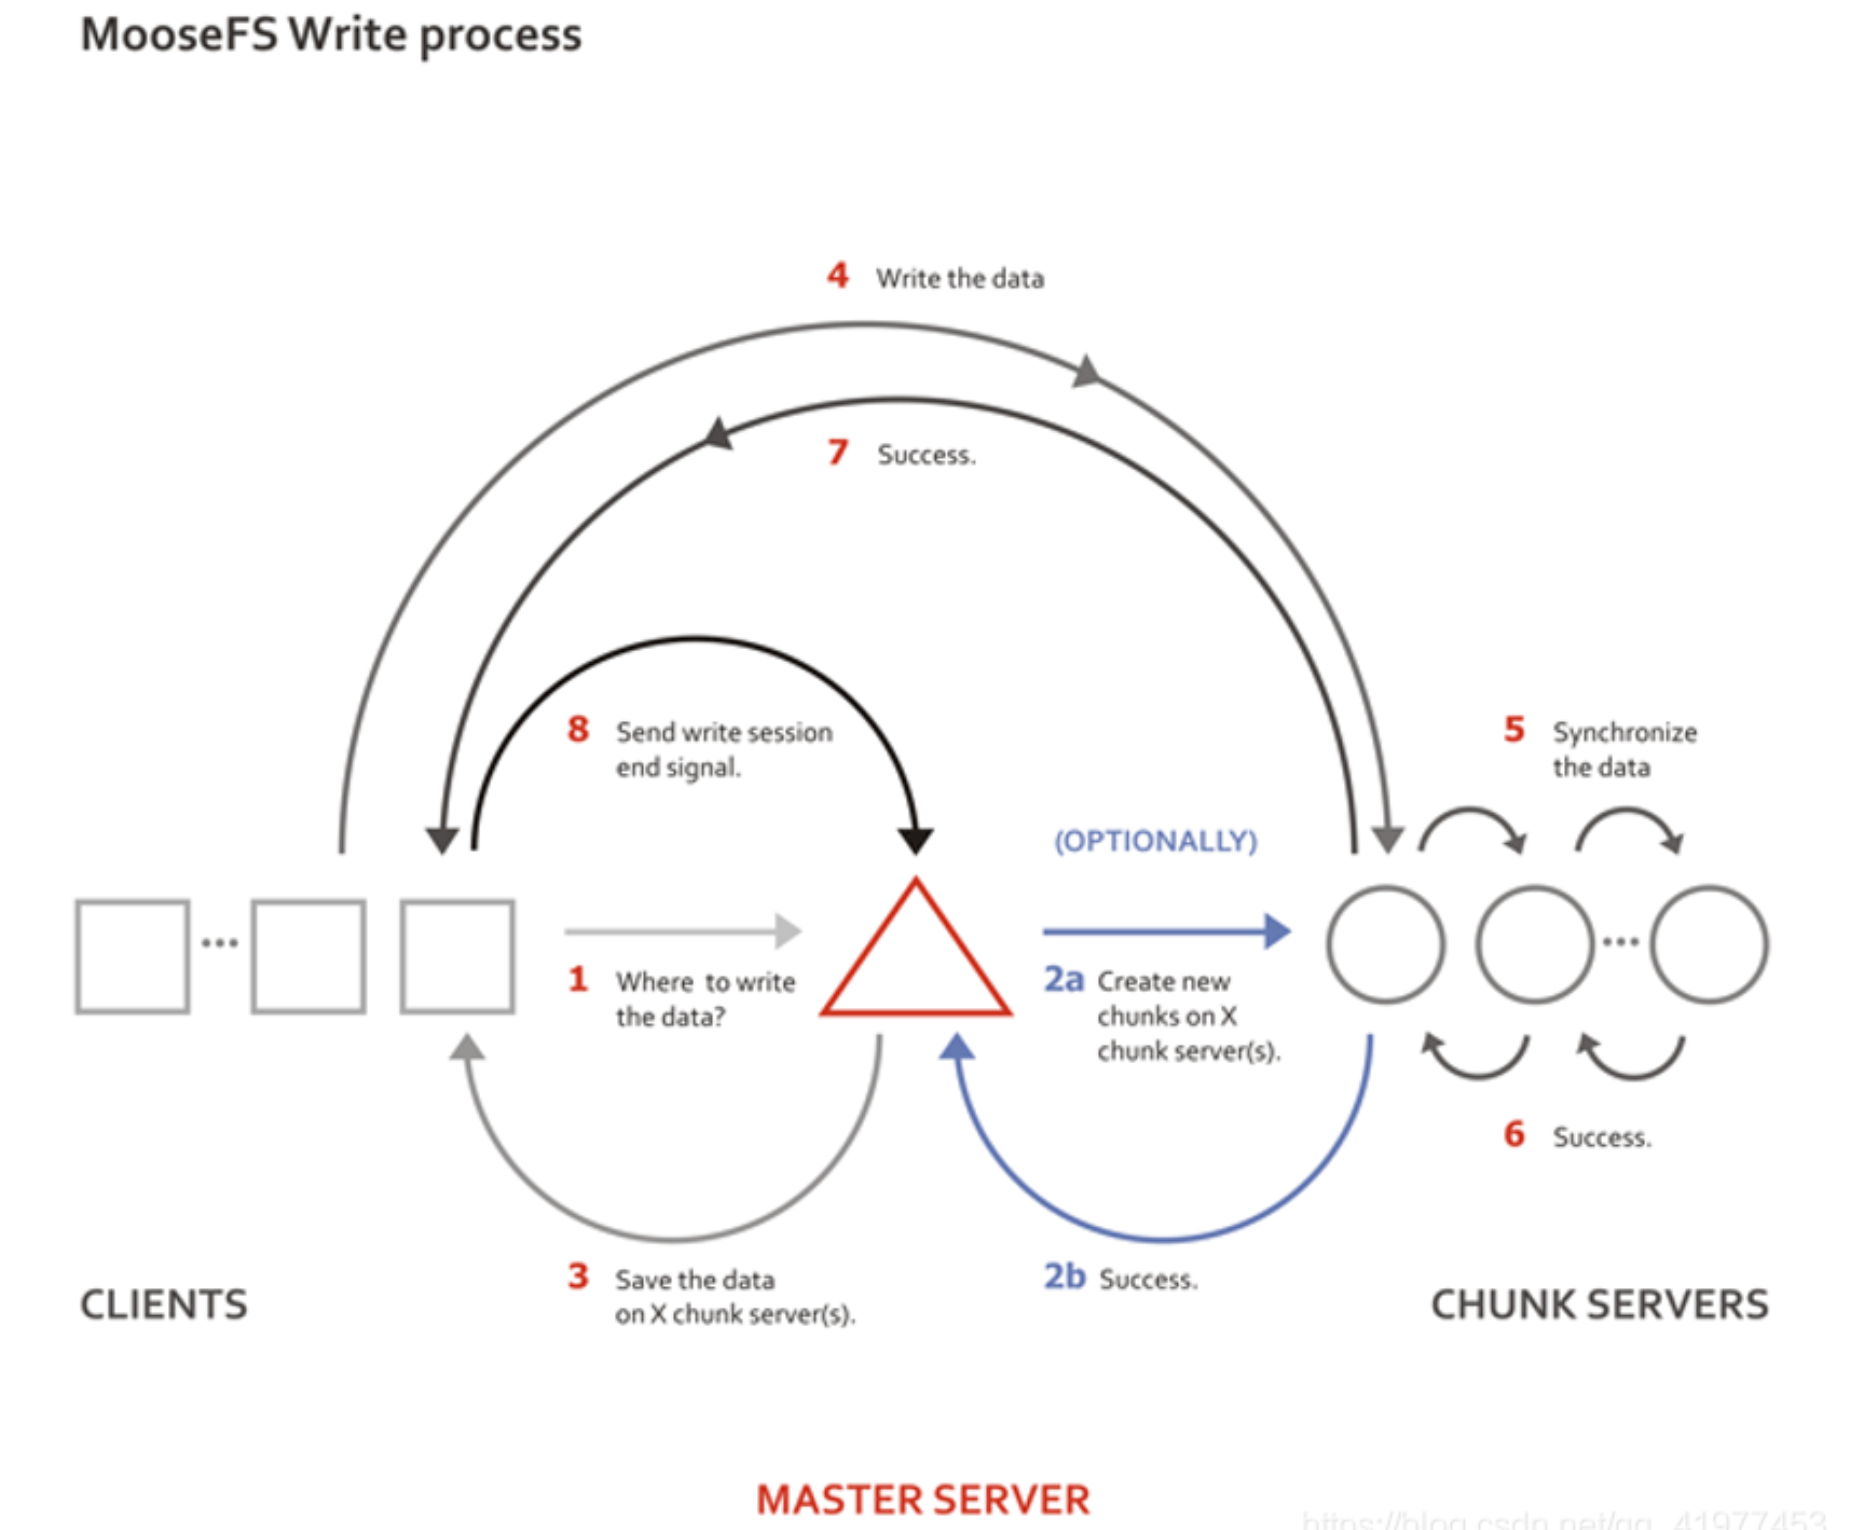 MooseFS Write process
4 Write the data
7 Success.
8 Send write session
end signal.
5 Synchronize
the data
(OPTIONALLY)
1 Where to write
the data?
2a Create new
chunks on X
chunk server(s).
6 Success.
3 Save the data
on X chunk server(s).
2b Success.
CLIENTS
CHUNK SERVERS
MASTER SERVER
https://blog.csdn.net/qq_41977453